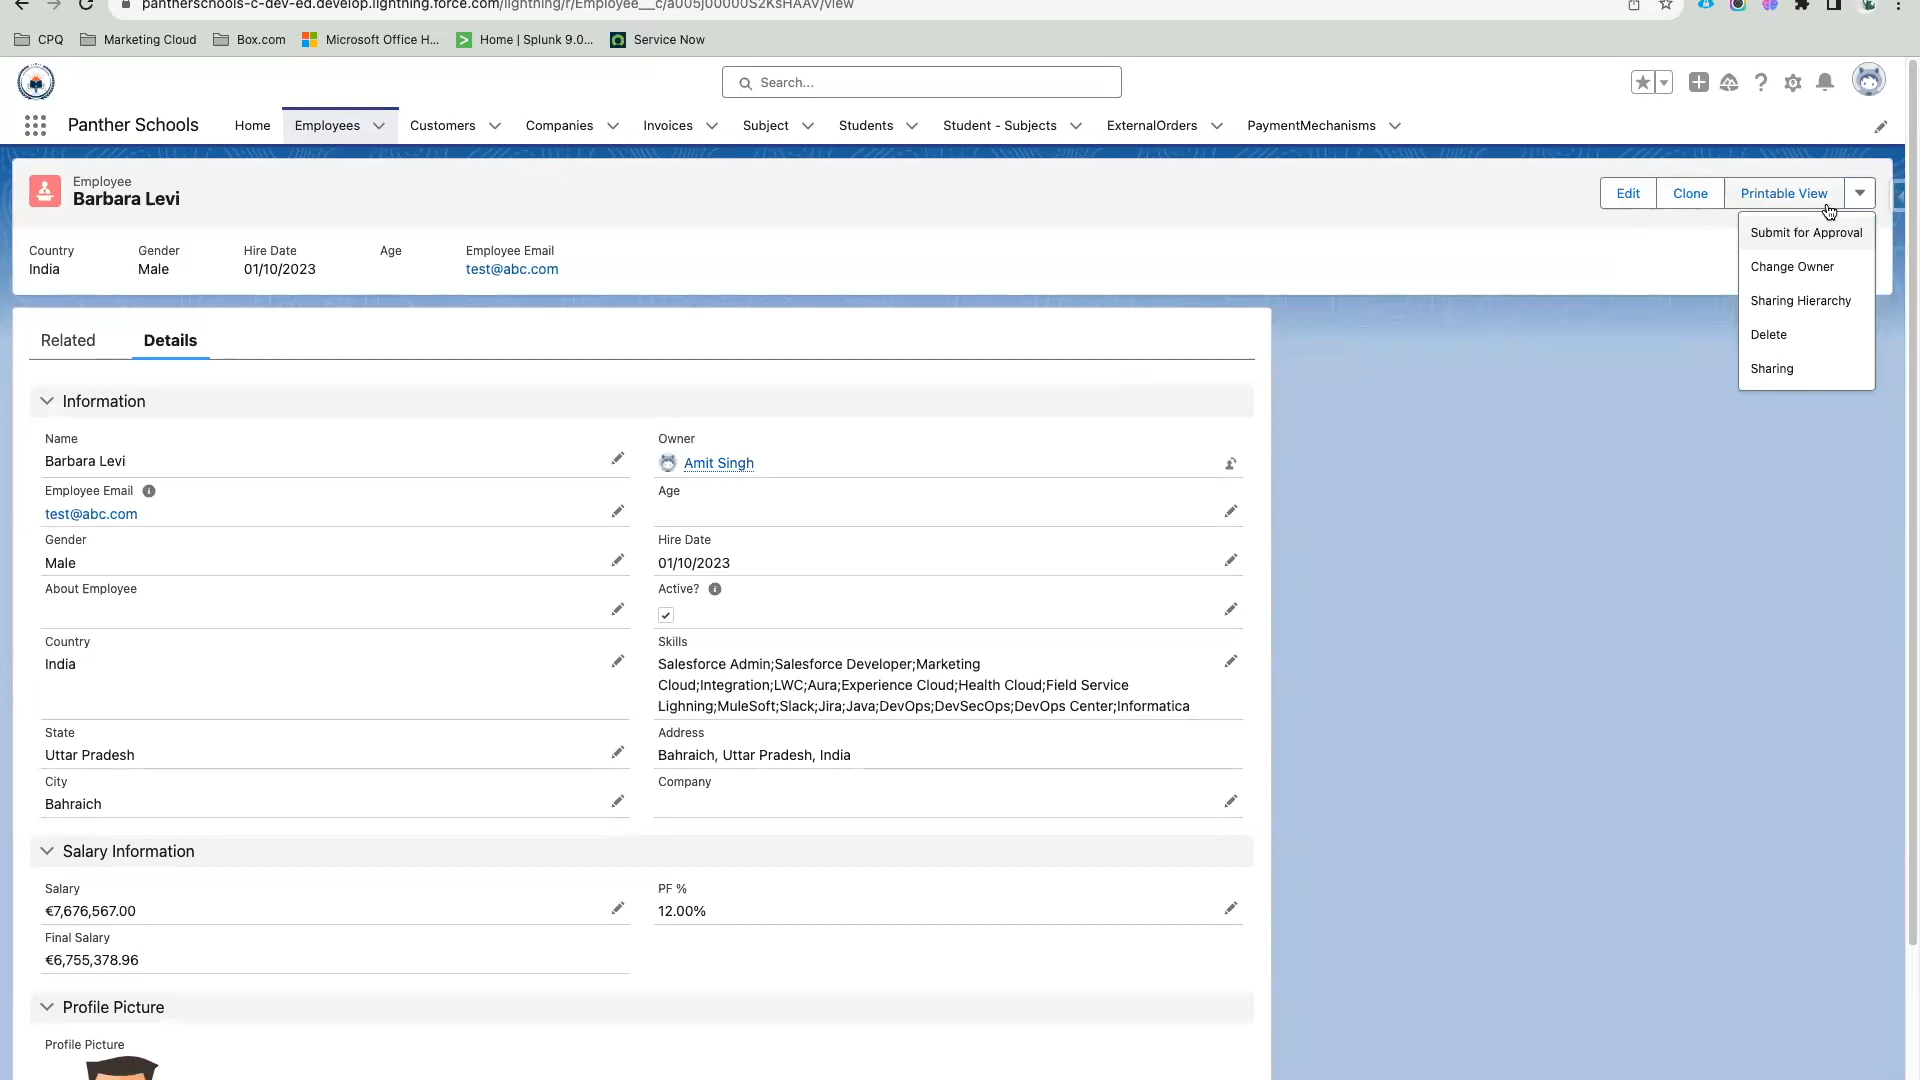 pantherschools-c-dev-ed.develop.lightning.force.com/lightning/r/Employee__c/a005j00000S2KsHAAV/view
CPQ Marketing Cloud Box.com Microsoft Office H... Home | Splunk 9.0... Service Now
Search...
Panther Schools Home Employees Customers Companies Invoices Subject Students Student - Subjects ExternalOrders PaymentMechanisms
Employee
Barbara Levi
Edit Clone Printable View
Submit for Approval
Change Owner
Sharing Hierarchy
Delete
Sharing
Country Gender Hire Date Age Employee Email
India Male 01/10/2023 test@abc.com
Related Details
Information
Name Owner
Barbara Levi Amit Singh
Employee Email Age
test@abc.com
Gender Hire Date
Male 01/10/2023
About Employee Active?
Country Skills
India Salesforce Admin;Salesforce Developer;Marketing
Cloud;Integration;LWC;Aura;Experience Cloud;Health Cloud;Field Service
Lighning;MuleSoft;Slack;Jira;Java;DevOps;DevSecOps;DevOps Center;Informatica
State Address
Uttar Pradesh Bahraich, Uttar Pradesh, India
City Company
Bahraich
Salary Information
Salary PF %
€7,676,567.00 12.00%
Final Salary
€6,755,378.96
Profile Picture
Profile Picture